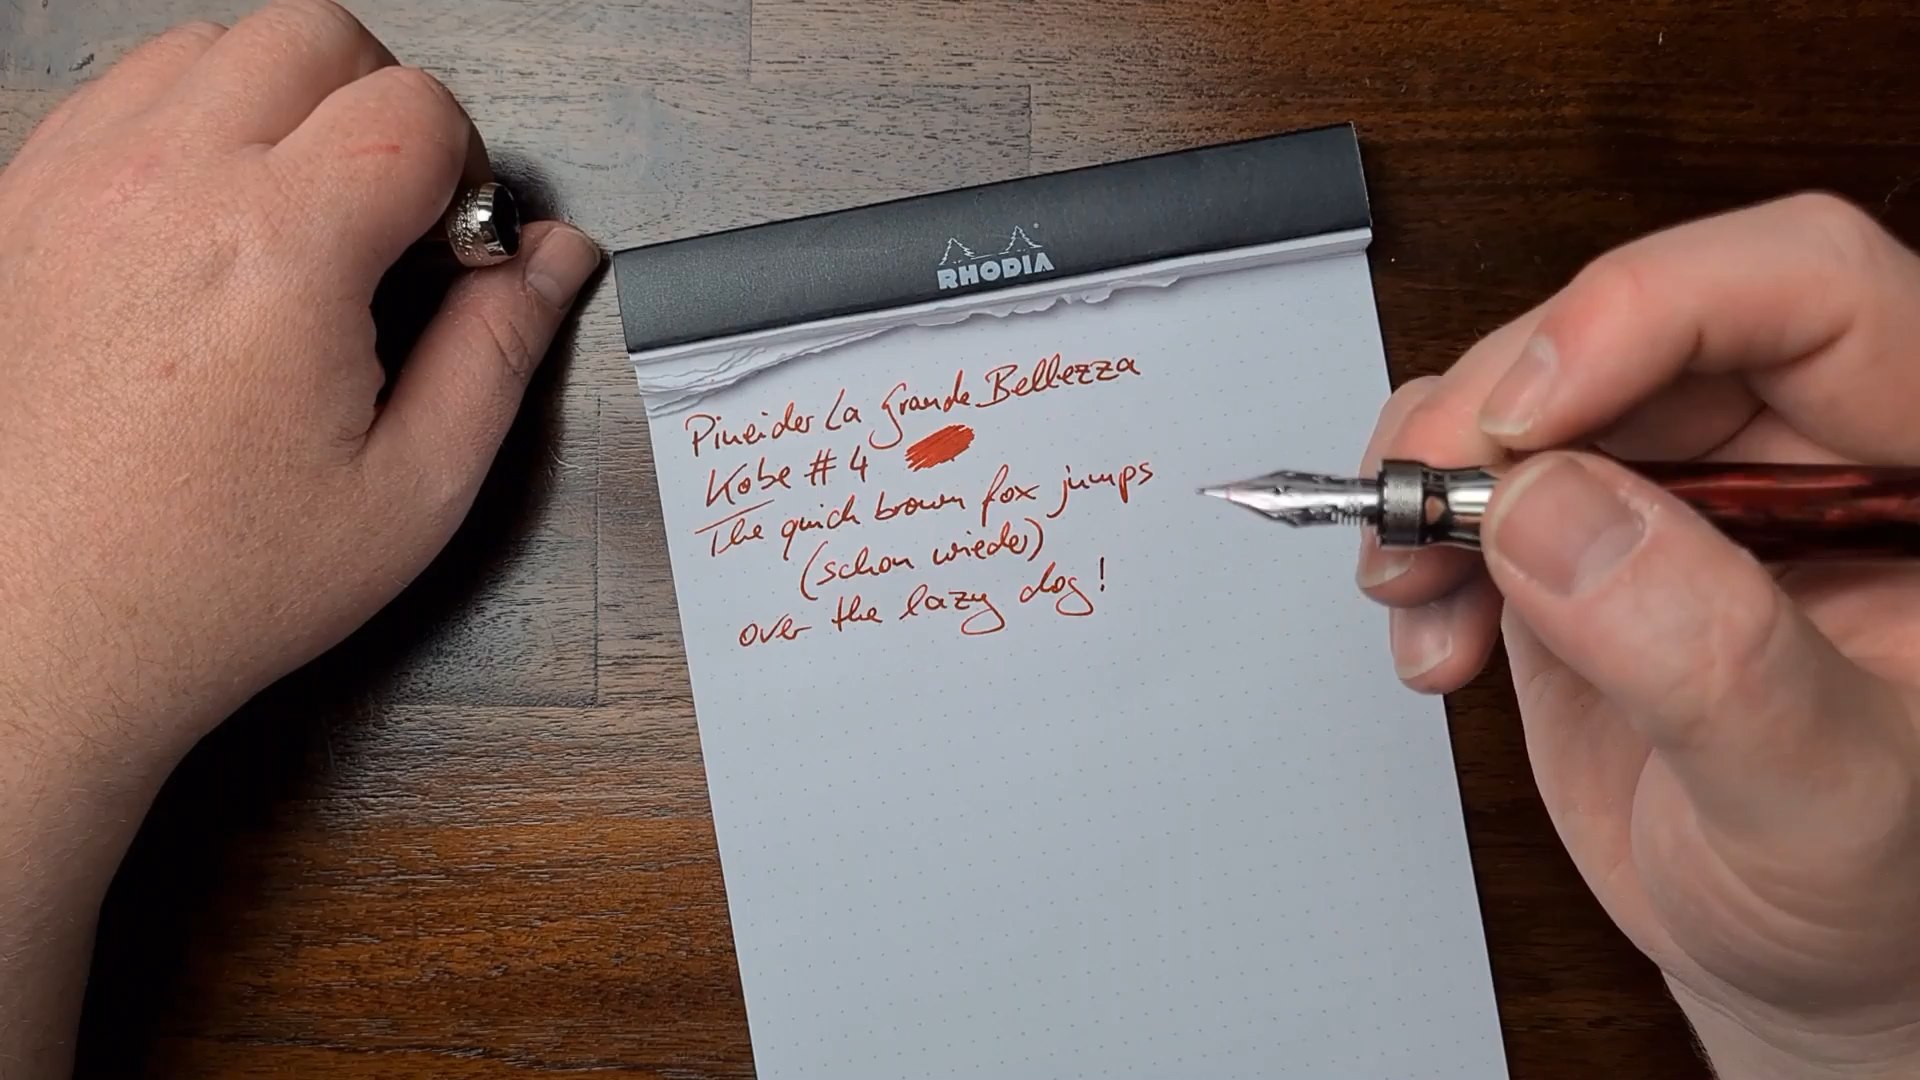 RHODIA
Pineider La Grande Bellezza
Kobe # 4
The quick brown fox jumps
(schon wieder)
over the lazy dog!